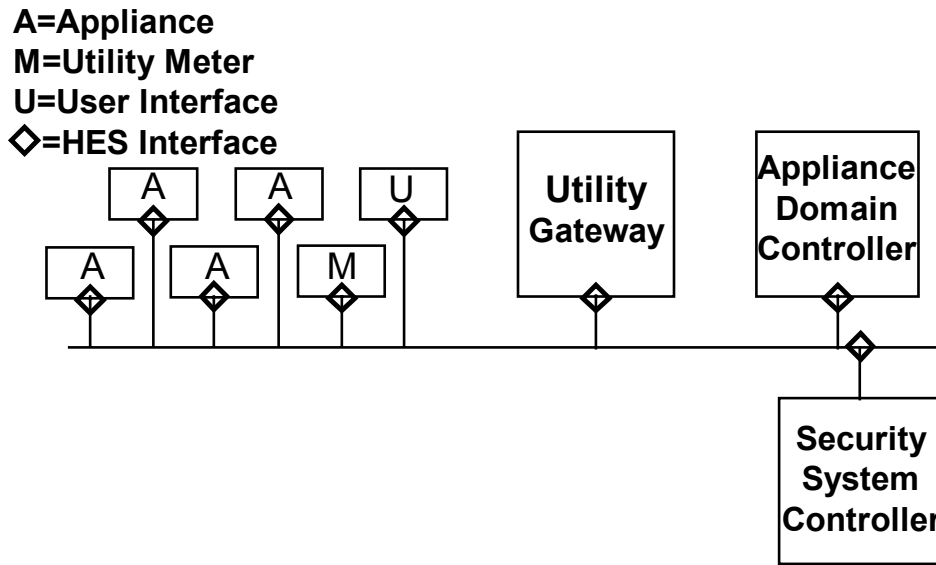 A=Appliance
M=Utility Meter
U=User Interface
=HES Interface
A
A
U
A
A
M
Utility
Gateway
Appliance
Domain
Controller
Security
System
Controller